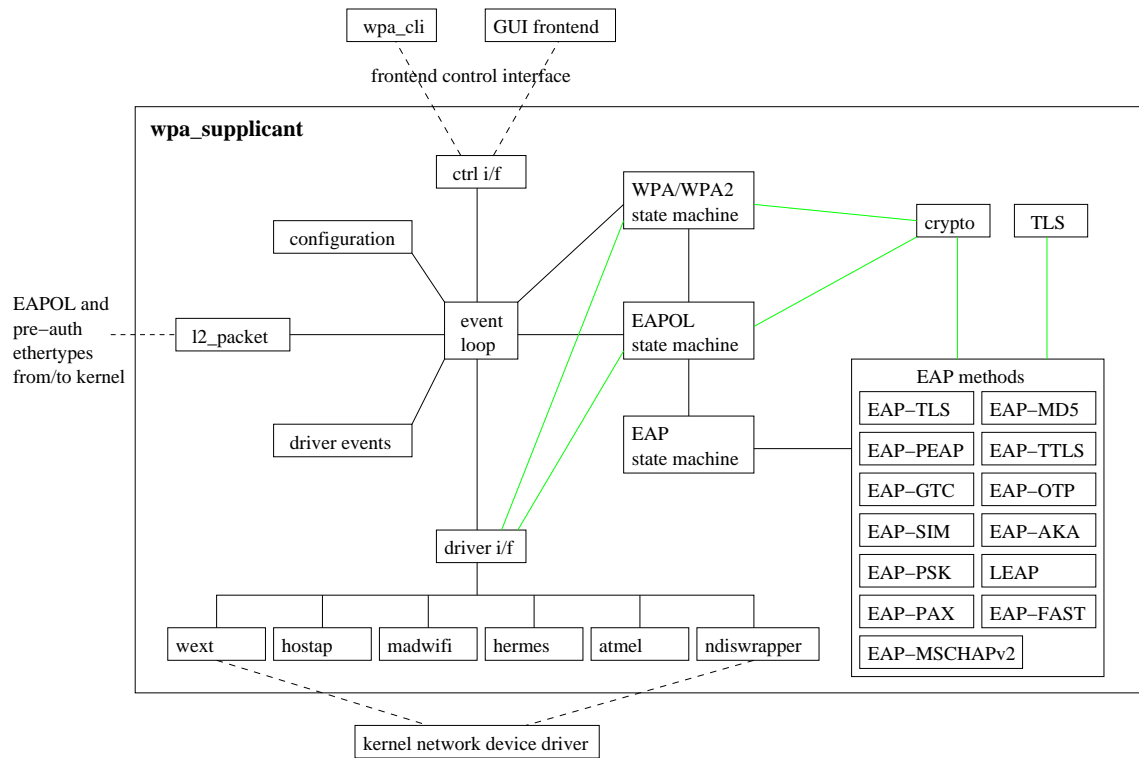 wpa_cli
GUI frontend
frontend control interface
wpa_supplicant
ctrl i/f
WPA/WPA2
state machine
crypto
TLS
configuration
EAPOL and
pre−auth
ethertypes
from/to kernel
l2_packet
event
loop
EAPOL
state machine
driver events
EAP
state machine
EAP methods
EAP−TLS
EAP−MD5
EAP−PEAP
EAP−TTLS
EAP−GTC
EAP−OTP
EAP−SIM
EAP−AKA
EAP−PSK
LEAP
EAP−PAX
EAP−FAST
EAP−MSCHAPv2
driver i/f
wext
hostap
madwifi
hermes
atmel
ndiswrapper
kernel network device driver